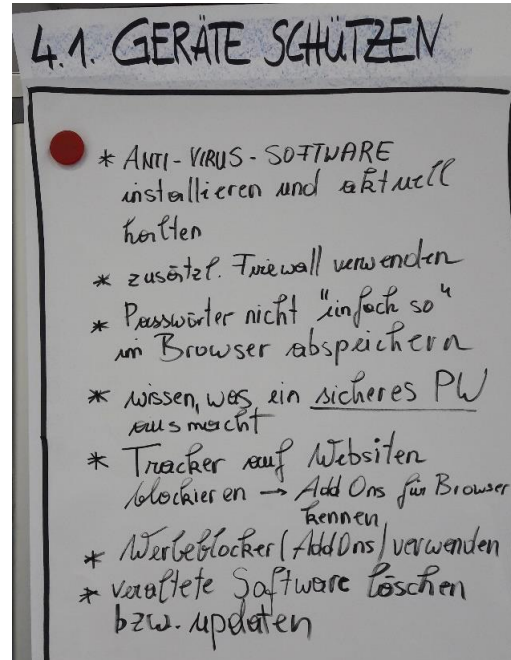 4.1. GERÄTE SCHÜTZEN
* ANTI-VIRUS-SOFTWARE
installieren und aktuell
halten
* zusätzl. Firewall verwenden
* Passwörter nicht "einfach so"
im Browser abspeichern
* wissen, was ein sicheres PW
ausmacht
* Tracker auf Websiten
blockieren → Add Ons für Browser
kennen
* Werbeblocker (AddOns) verwenden
* veraltete Software löschen
bzw. updaten